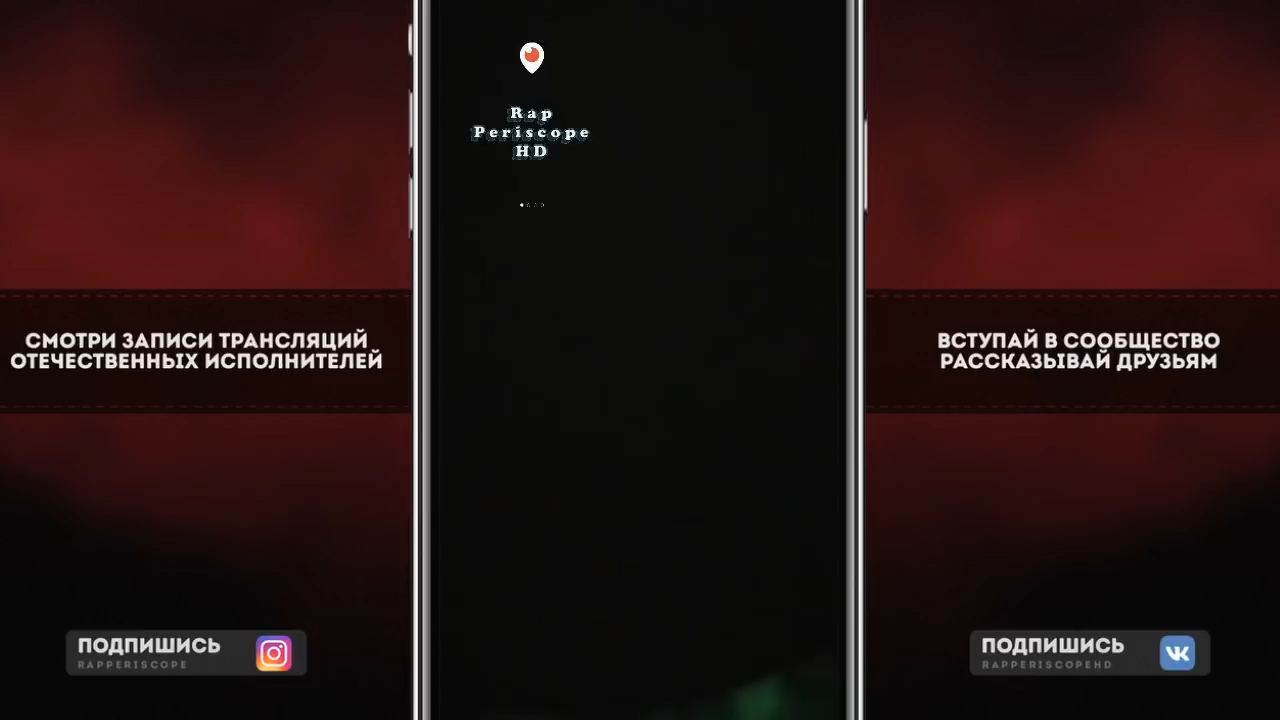 Rap
Periscope
HD
СМОТРИ ЗАПИСИ ТРАНСЛЯЦИЙ
ОТЕЧЕСТВЕННЫХ ИСПОЛНИТЕЛЕЙ
ВСТУПАЙ В СООБЩЕСТВО
РАССКАЗЫВАЙ ДРУЗЬЯМ
ПОДПИШИСЬ
RAPPERISCOPE
ПОДПИШИСЬ
RAPPERISCOPEHD